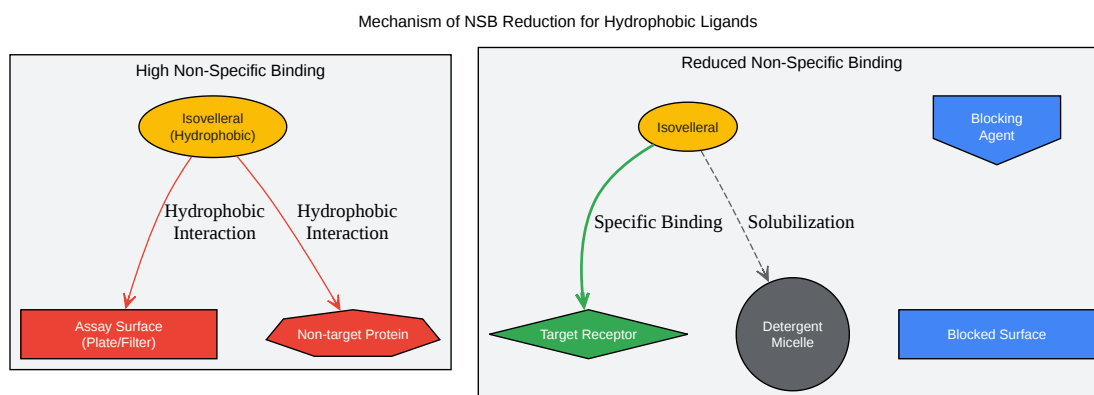 Mechanism of NSB Reduction for Hydrophobic Ligands
High Non-Specific Binding
Isovelleral
(Hydrophobic)
Hydrophobic
Interaction
Hydrophobic
Interaction
Assay Surface
(Plate/Filter)
Non-target Protein
Reduced Non-Specific Binding
Isovelleral
Blocking
Agent
Specific Binding
Solubilization
Target Receptor
Detergent
Micelle
Blocked Surface